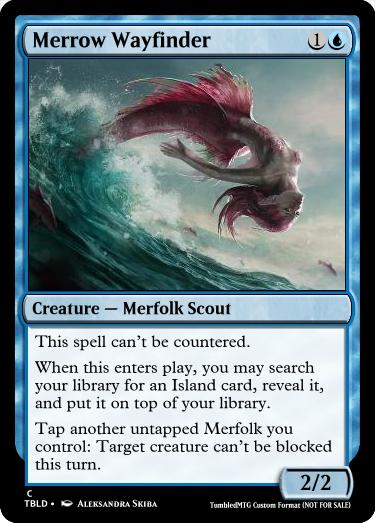 Merrow Wayfinder 1
Creature — Merfolk Scout
This spell can't be countered.
When this enters play, you may search
your library for an Island card, reveal it,
and put it on top of your library.
Tap another untapped Merfolk you
control: Target creature can't be blocked
this turn.
2/2
C
TBLD • Aleksandra Skiba
TumbledMTG Custom Format (NOT FOR SALE)